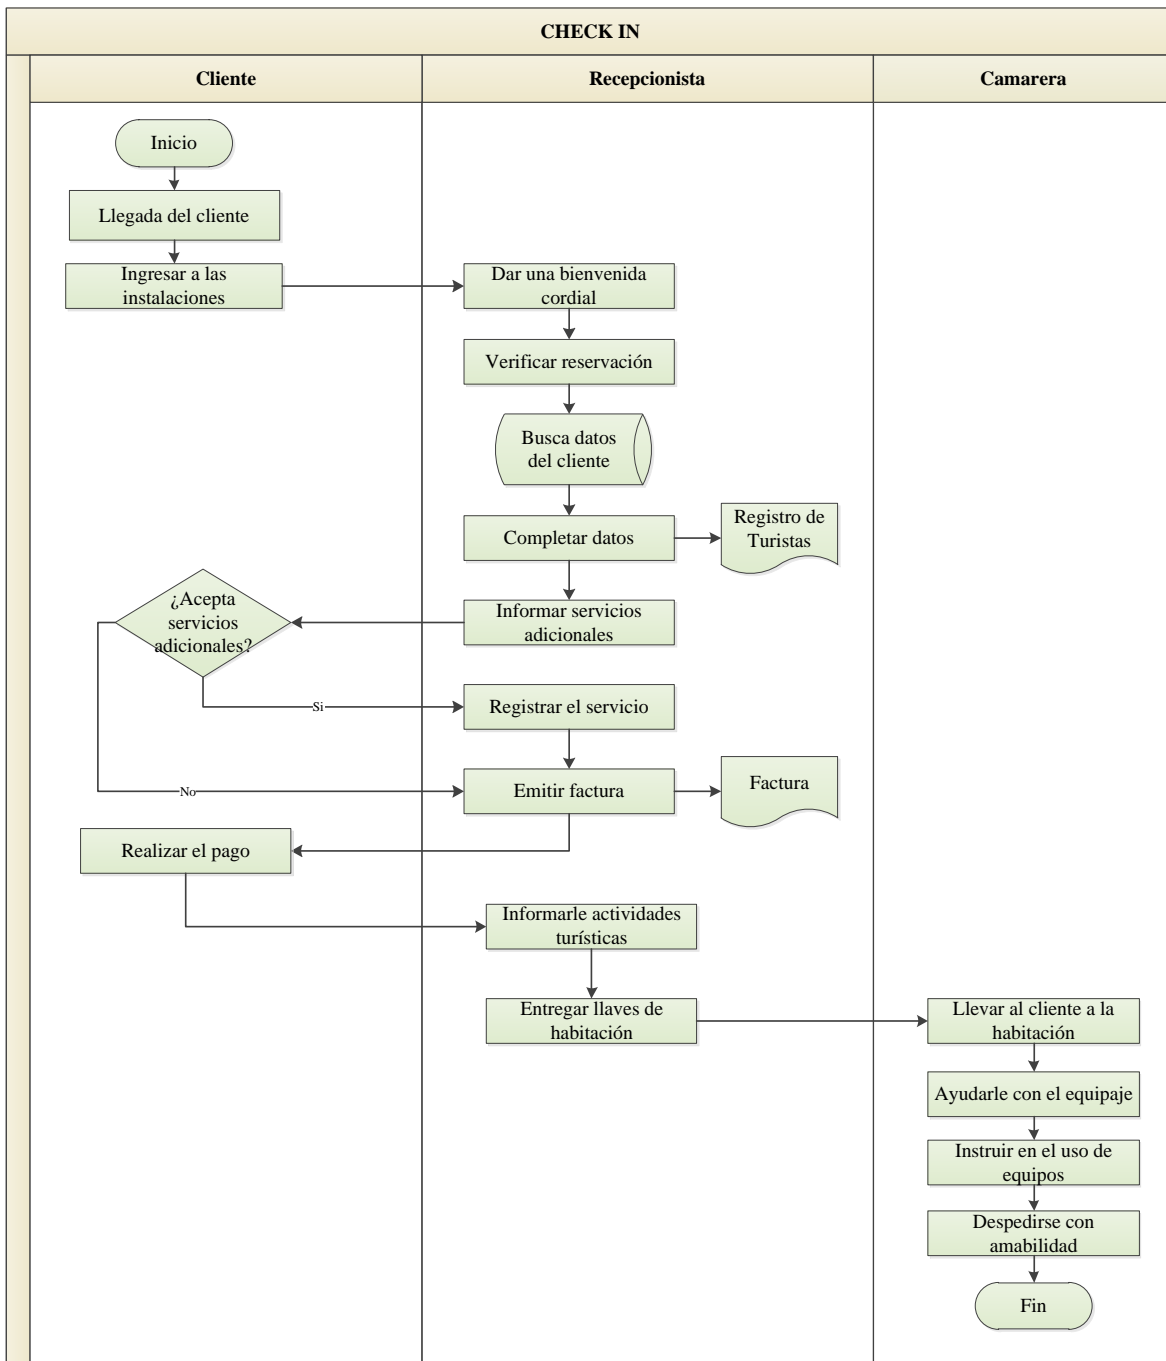 CHECK IN
Cliente
Recepcionista
Camarera
Inicio
Llegada del cliente
Ingresar a las
instalaciones
Dar una bienvenida
cordial
Verificar reservación
Busca datos
del cliente
Completar datos
Registro de
Turistas
Informar servicios
adicionales
¿Acepta
servicios
adicionales?
Si
Registrar el servicio
No
Emitir factura
Factura
Realizar el pago
Informarle actividades
turísticas
Entregar llaves de
habitación
Llevar al cliente a la
habitación
Ayudarle con el equipaje
Instruir en el uso de
equipos
Despedirse con
amabilidad
Fin